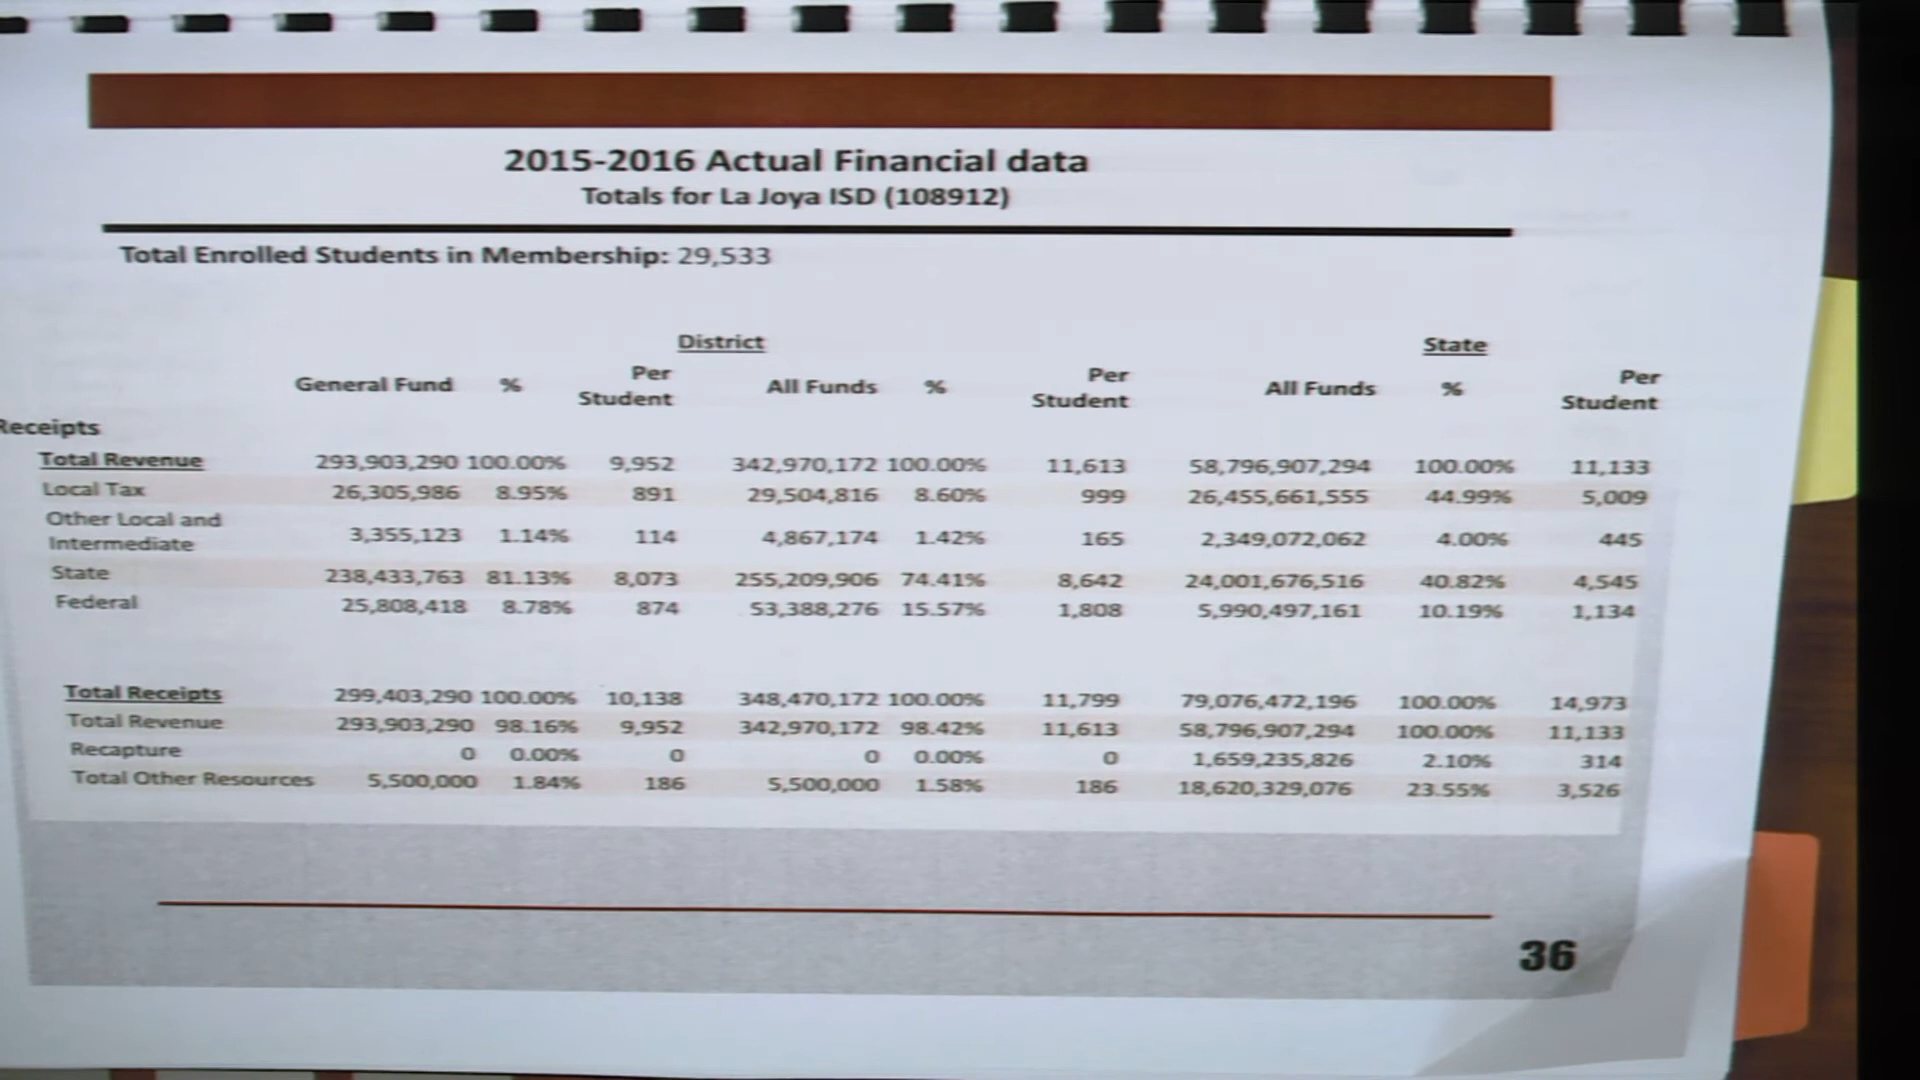 2015-2016 Actual Financial data
Totals for La Joya ISD (108912)
Total Enrolled Students in Membership: 29,533
District State
General Fund % Per Student All Funds % Per Student All Funds % Per Student
Receipts
Total Revenue 293,903,290 100.00% 9,952 342,970,172 100.00% 11,613 58,796,907,294 100.00% 11,133
Local Tax 26,305,986 8.95% 891 29,504,816 8.60% 999 26,455,661,555 44.99% 5,009
Other Local and
Intermediate 3,355,123 1.14% 114 4,867,174 1.42% 165 2,349,072,062 4.00% 445
State 238,433,763 81.13% 8,073 255,209,906 74.41% 8,642 24,001,676,516 40.82% 4,545
Federal 25,808,418 8.78% 874 53,388,276 15.57% 1,808 5,990,497,161 10.19% 1,134
Total Receipts 299,403,290 100.00% 10,138 348,470,172 100.00% 11,799 79,076,472,196 100.00% 14,973
Total Revenue 293,903,290 98.16% 9,952 342,970,172 98.42% 11,613 58,796,907,294 100.00% 11,133
Recapture 0 0.00% 0 0 0.00% 0 1,659,235,826 2.10% 314
Total Other Resources 5,500,000 1.84% 186 5,500,000 1.58% 186 18,620,329,076 23.55% 3,526
36